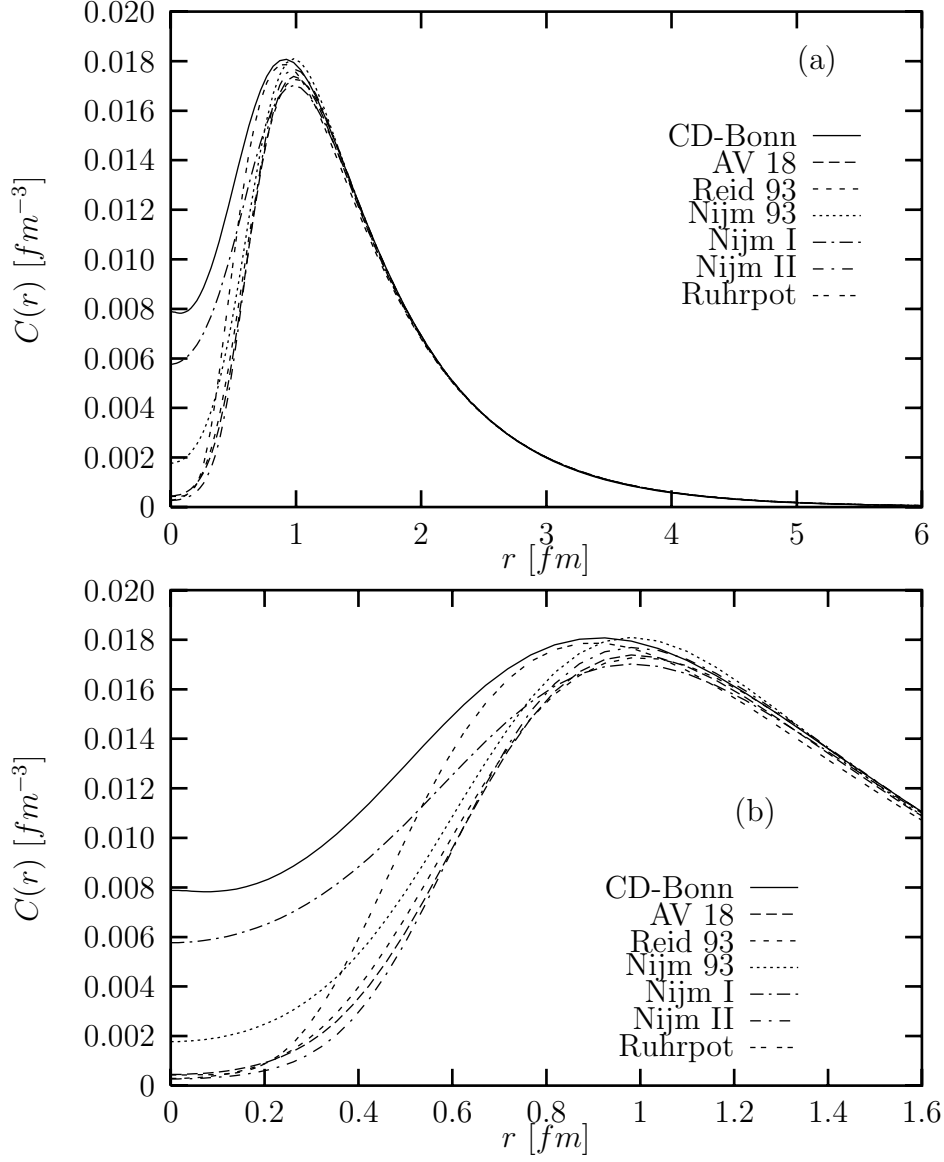 0.020
0.018
0.016
0.014
0.012
0.010
0.008
0.006
0.004
0.002
0
C(r) [fm⁻³]
(a)
CD-Bonn
AV 18
Reid 93
Nijm 93
Nijm I
Nijm II
Ruhrpot
0 1 2 3 4 5 6
r [fm]
0.020
0.018
0.016
0.014
0.012
0.010
0.008
0.006
0.004
0.002
0
C(r) [fm⁻³]
(b)
CD-Bonn
AV 18
Reid 93
Nijm 93
Nijm I
Nijm II
Ruhrpot
0 0.2 0.4 0.6 0.8 1 1.2 1.4 1.6
r [fm]